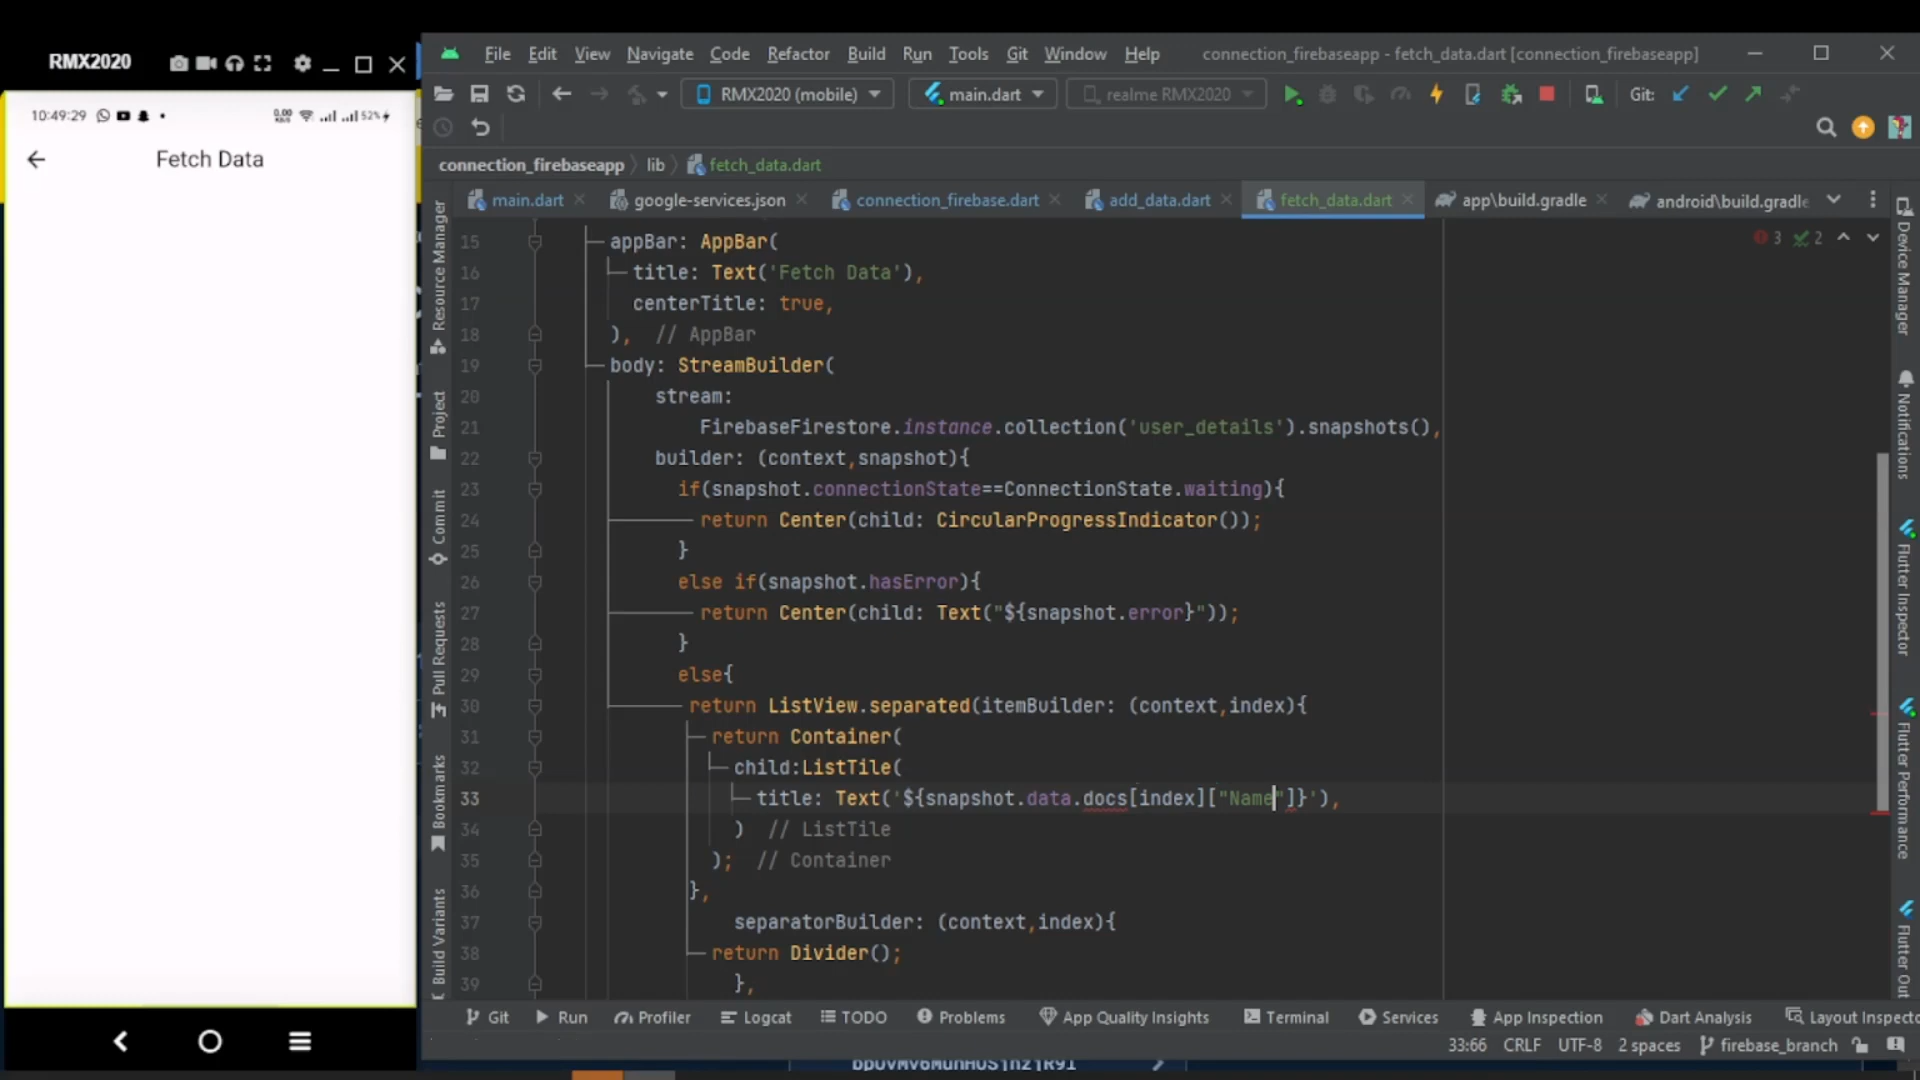 RMX2020
10:49:29
0.00
KB/S
52%
Fetch Data
File Edit View Navigate Code Refactor Build Run Tools Git Window Help
connection_firebaseapp - fetch_data.dart [connection_firebaseapp]
RMX2020 (mobile)
main.dart
realme RMX2020
Git:
connection_firebaseapp
lib
fetch_data.dart
main.dart
google-services.json
connection_firebase.dart
add_data.dart
fetch_data.dart
app\build.gradle
android\build.gradle
3
2
15 appBar: AppBar(
16 title: Text('Fetch Data'),
17 centerTitle: true,
18 ), // AppBar
19 body: StreamBuilder(
20 stream:
21 FirebaseFirestore.instance.collection('user_details').snapshots(),
22 builder: (context,snapshot){
23 if(snapshot.connectionState==ConnectionState.waiting){
24 return Center(child: CircularProgressIndicator());
25 }
26 else if(snapshot.hasError){
27 return Center(child: Text("${snapshot.error}"));
28 }
29 else{
30 return ListView.separated(itemBuilder: (context,index){
31 return Container(
32 child:ListTile(
33 title: Text('${snapshot.data.docs[index]["Name"]}'),
34 ) // ListTile
35 ); // Container
36 },
37 separatorBuilder: (context,index){
38 return Divider();
39 },
Resource Manager
Project
Commit
Pull Requests
Bookmarks
Build Variants
Device Manager
Notifications
Flutter Inspector
Flutter Performance
Flutter Out
Git
Run
Profiler
Logcat
TODO
Problems
App Quality Insights
Terminal
Services
App Inspection
Dart Analysis
Layout Inspecto
33:66 CRLF UTF-8 2 spaces firebase_branch